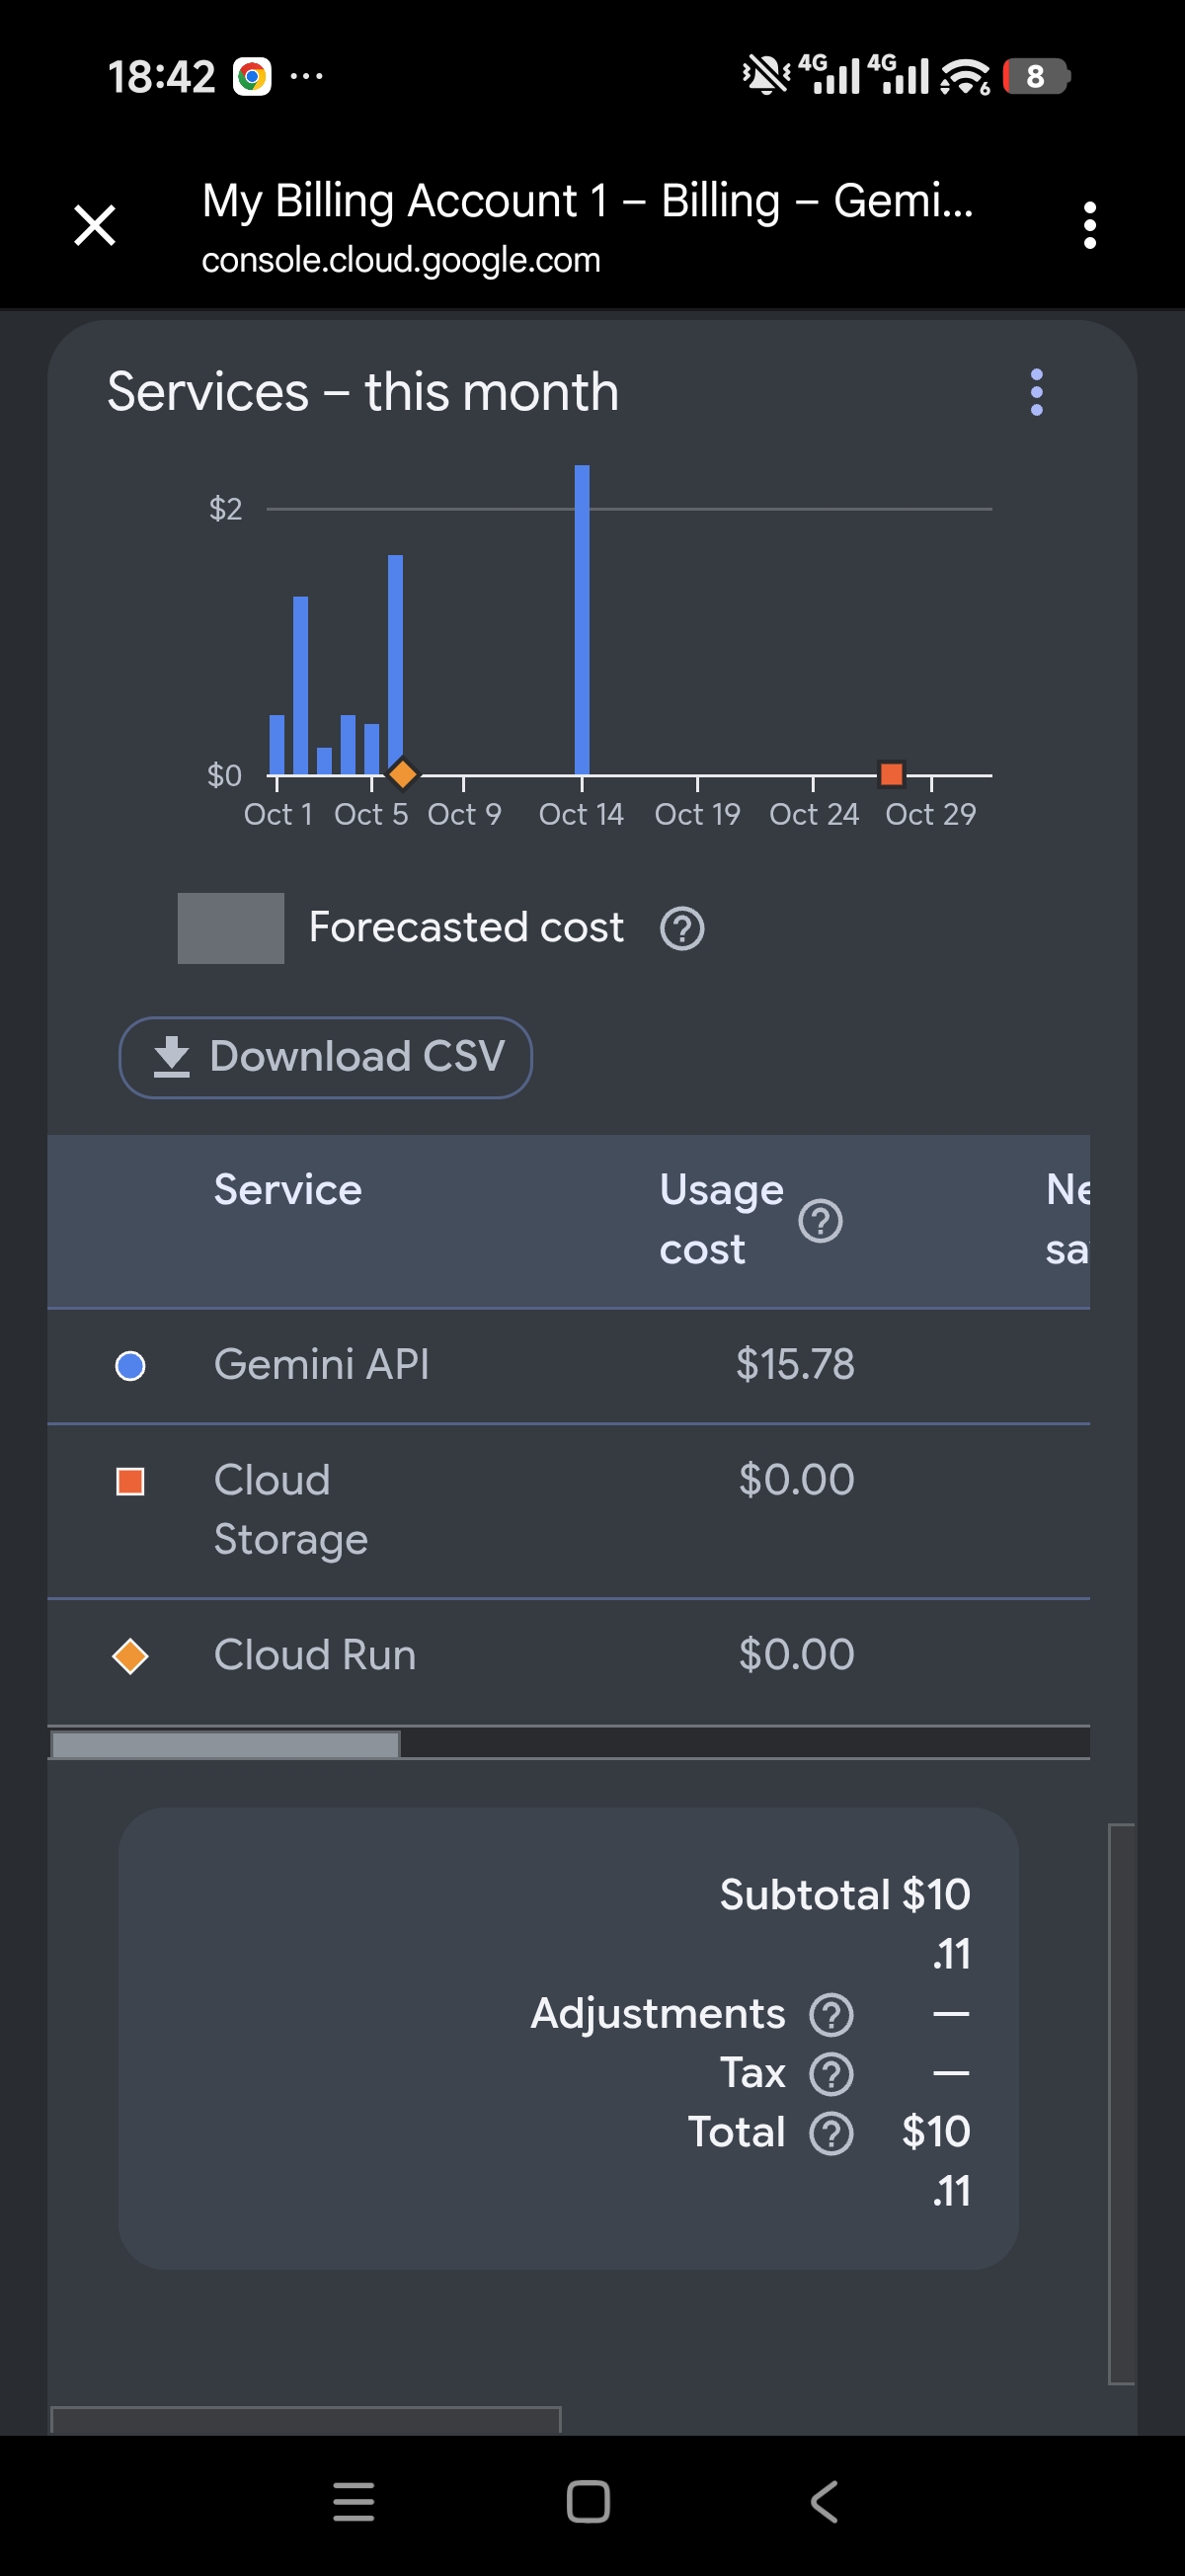 18:42 ...
4G 4G 6 8
My Billing Account 1 – Billing – Gemi...
console.cloud.google.com
Services – this month
$2
$0
Oct 1 Oct 5 Oct 9 Oct 14 Oct 19 Oct 24 Oct 29
Forecasted cost ?
Download CSV
Service Usage Ne
cost ? sa
Gemini API $15.78
Cloud $0.00
Storage
Cloud Run $0.00
Subtotal $10
.11
Adjustments ? —
Tax ? —
Total ? $10
.11